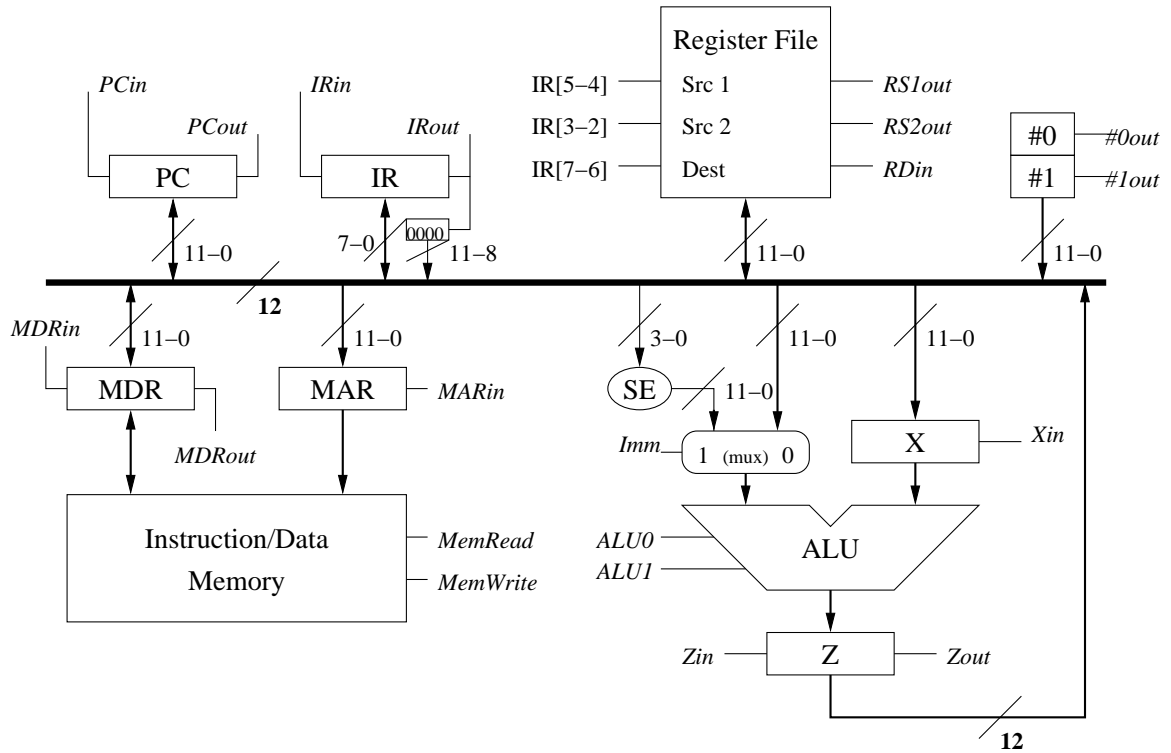 Register File
PCin
IRin
IR[5–4]
Src 1
RS1out
PCout
IRout
IR[3–2]
Src 2
RS2out
#0
#0out
PC
IR
IR[7–6]
Dest
RDin
#1
#1out
0000
11–0
7–0
11–8
11–0
11–0
12
MDRin
11–0
11–0
3–0
11–0
11–0
MDR
MAR
MARin
SE
11–0
MDRout
Imm
1 (mux) 0
X
Xin
Instruction/Data
Memory
MemRead
MemWrite
ALU0
ALU1
ALU
Zin
Z
Zout
12